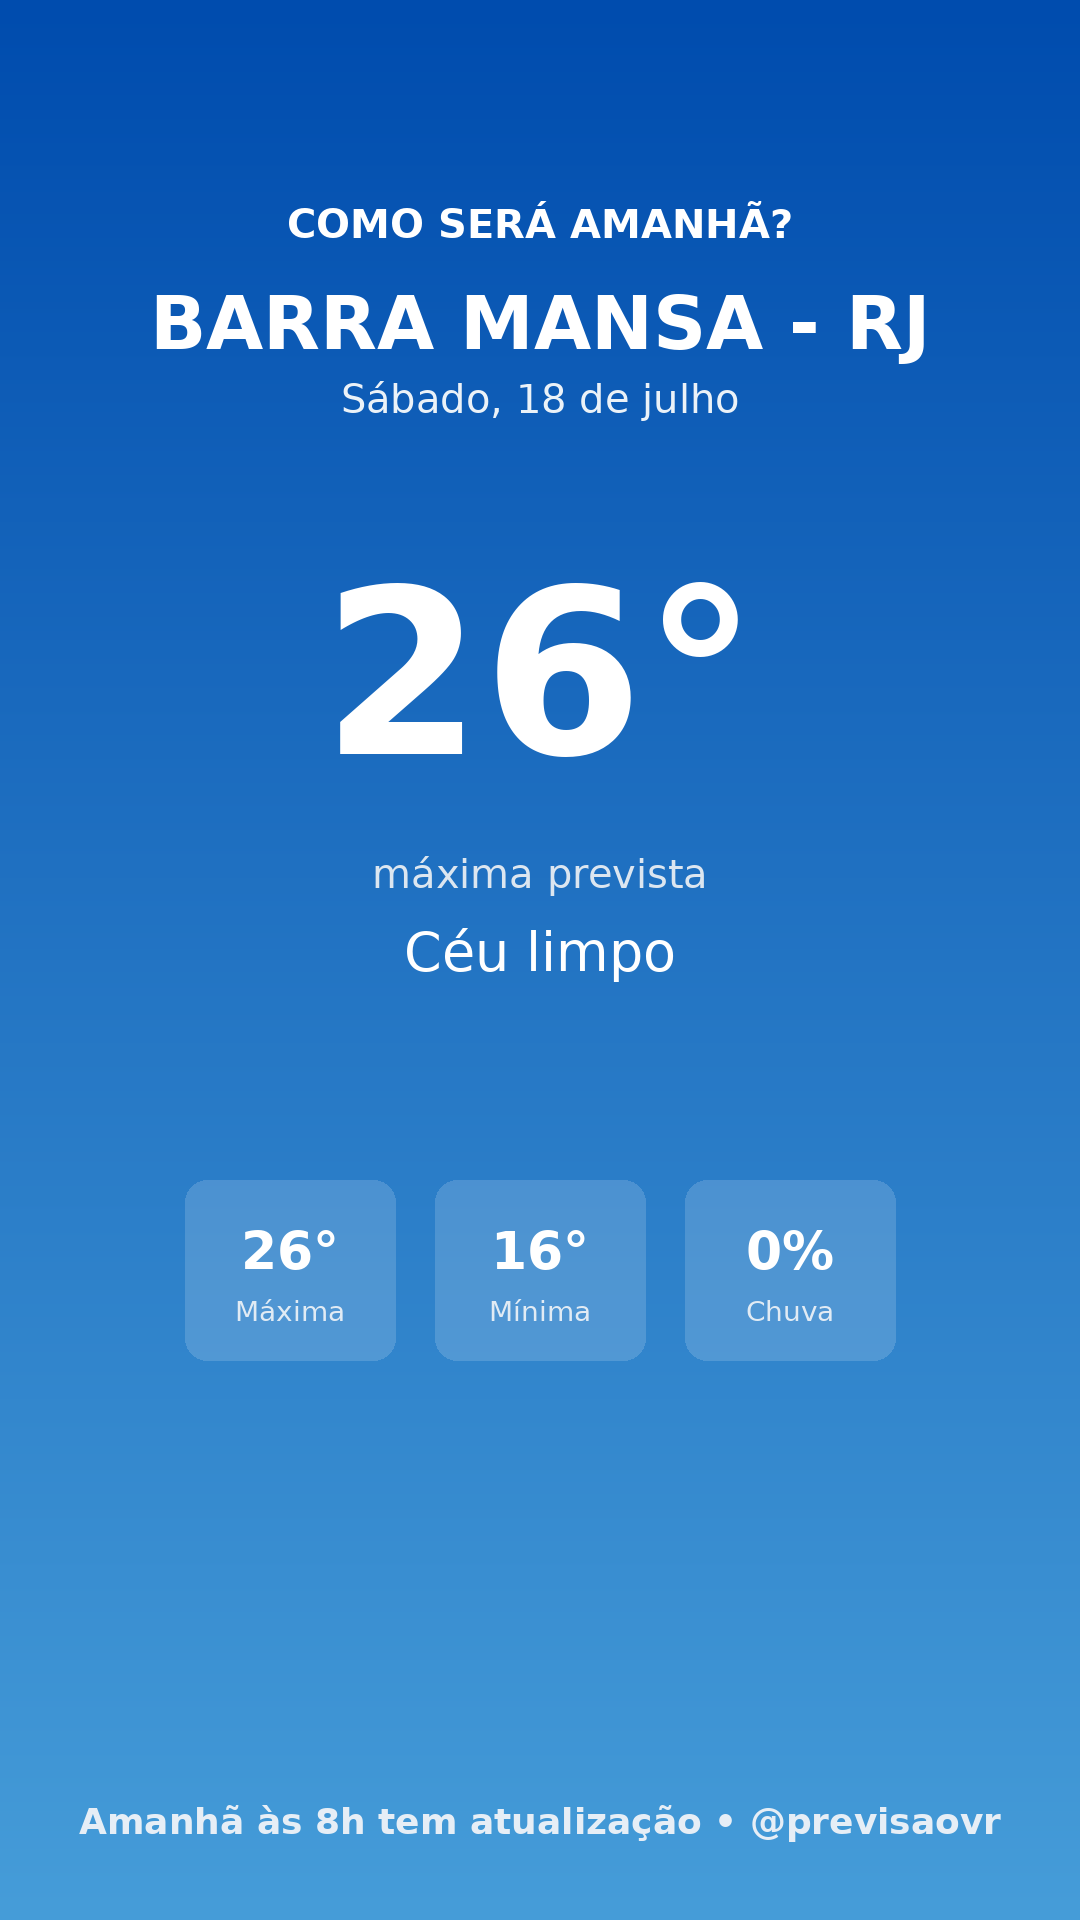 COMO SERÁ AMANHÃ?
BARRA MANSA - RJ
Sábado, 18 de julho
26°
máxima prevista
Céu limpo
26° 16° 0%
Máxima Mínima Chuva
Amanhã às 8h tem atualização • @previsaovr